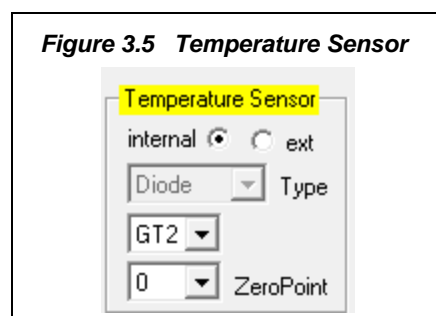 Figure 3.5 Temperature Sensor
Temperature Sensor
internal ext
Diode Type
GT2
0 ZeroPoint